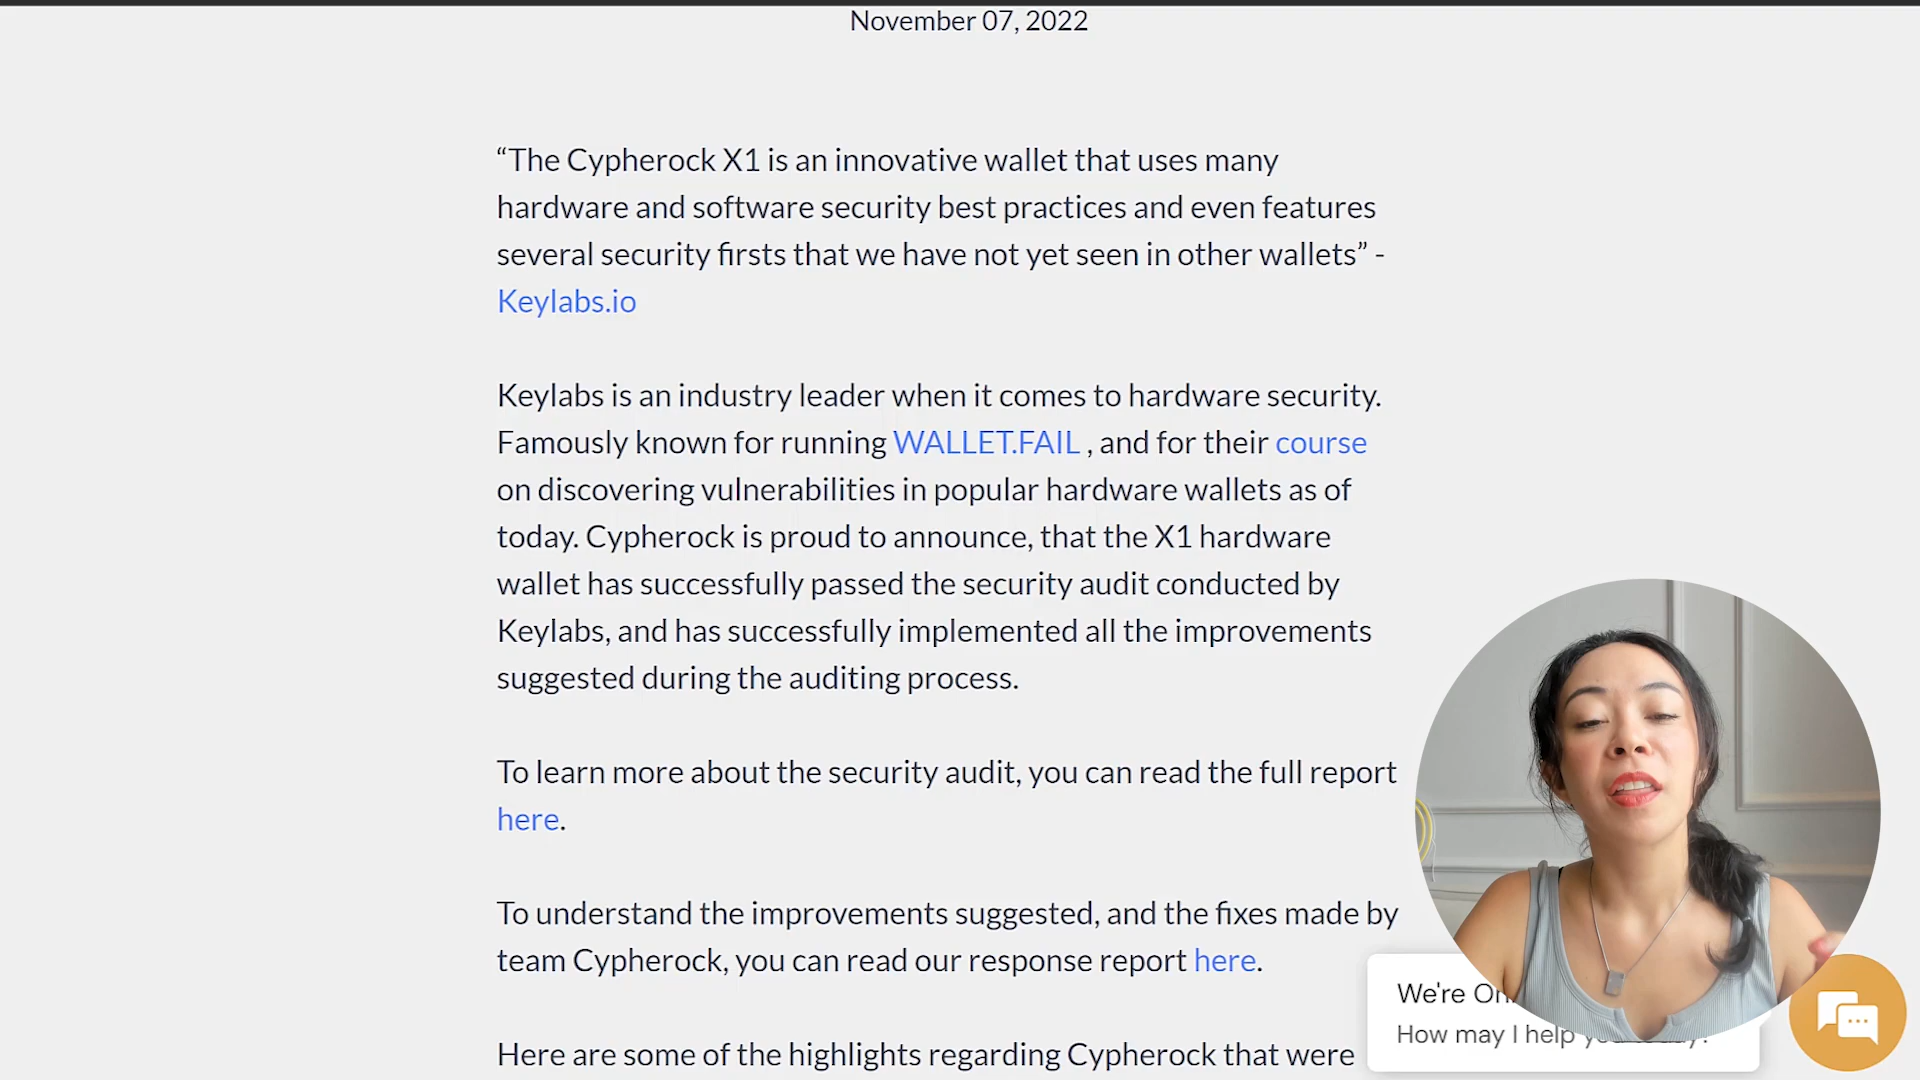 November 07, 2022
“The Cypherock X1 is an innovative wallet that uses many
hardware and software security best practices and even features
several security firsts that we have not yet seen in other wallets” -
Keylabs.io
Keylabs is an industry leader when it comes to hardware security.
Famously known for running WALLET.FAIL , and for their course
on discovering vulnerabilities in popular hardware wallets as of
today. Cypherock is proud to announce, that the X1 hardware
wallet has successfully passed the security audit conducted by
Keylabs, and has successfully implemented all the improvements
suggested during the auditing process.
To learn more about the security audit, you can read the full report
here.
To understand the improvements suggested, and the fixes made by
team Cypherock, you can read our response report here.
Here are some of the highlights regarding Cypherock that were
We're
How may I help